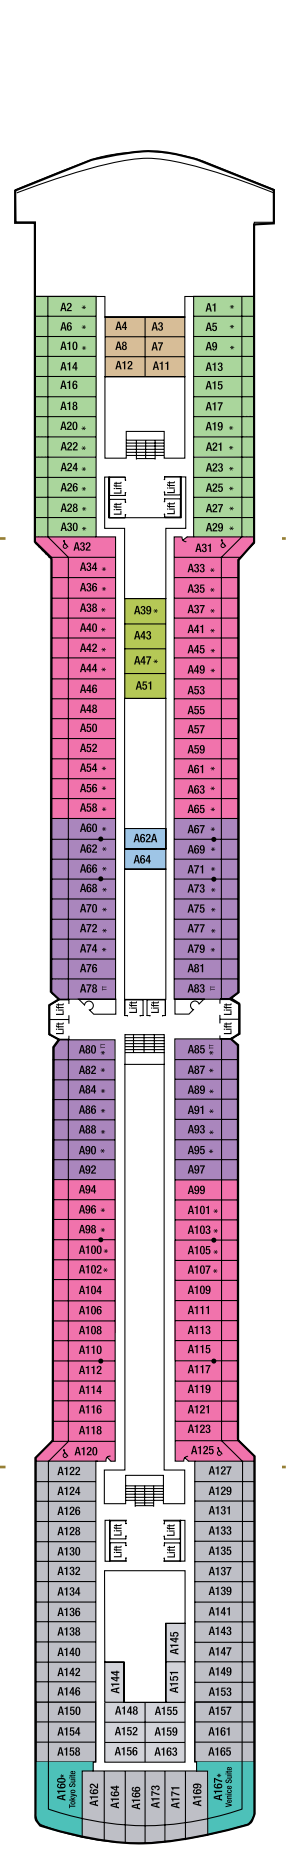 A2 * A1 *
A6 * A4 A3 A5 *
A10 * A8 A7 A9 *
A14 A12 A11 A13
A16 A15
A18 A17
A20 * A19 *
A22 * A21 *
A24 * A23 *
A26 * Lift Lift A25 *
A28 * Lift Lift A27 *
A30 * A29 *
A32 A31
A34 * A33 *
A36 * A35 *
A38 * A39 * A37 *
A40 * A43 A41 *
A42 * A45 *
A44 * A47 * A49 *
A46 A51 A53
A48 A55
A50 A57
A52 A59
A54 * A61 *
A56 * A63 *
A58 * A65 *
A60 * A62A A67 *
A62 * A64 A69 *
A66 * A71 *
A68 * A73 *
A70 * A75 *
A72 * A77 *
A74 * A79 *
A76 A81
A78 A83
Lift Lift Lift Lift
Lift Lift
A80 * A85 *
A82 * A87 *
A84 * A89 *
A86 * A91 *
A88 * A93 *
A90 * A95 *
A92 A97
A94 A99
A96 * A101 *
A98 * A103 *
A100 * A105 *
A102 * A107 *
A104 A109
A106 A111
A108 A113
A110 A115
A112 A117
A114 A119
A116 A121
A118 A123
A120 A125
A122 A127
A124 A129
A126 A131
A128 Lift Lift A133
A130 Lift Lift A135
A132 A137
A134 A139
A136 A141
A138 A145 A143
A140 A147
A142 A144 A151 A149
A146 A153
A150 A148 A155 A157
A154 A152 A159 A161
A158 A156 A163 A165
A160* Tokyo Suite A162 A164 A166 A173 A171 A169 A167* Venice Suite